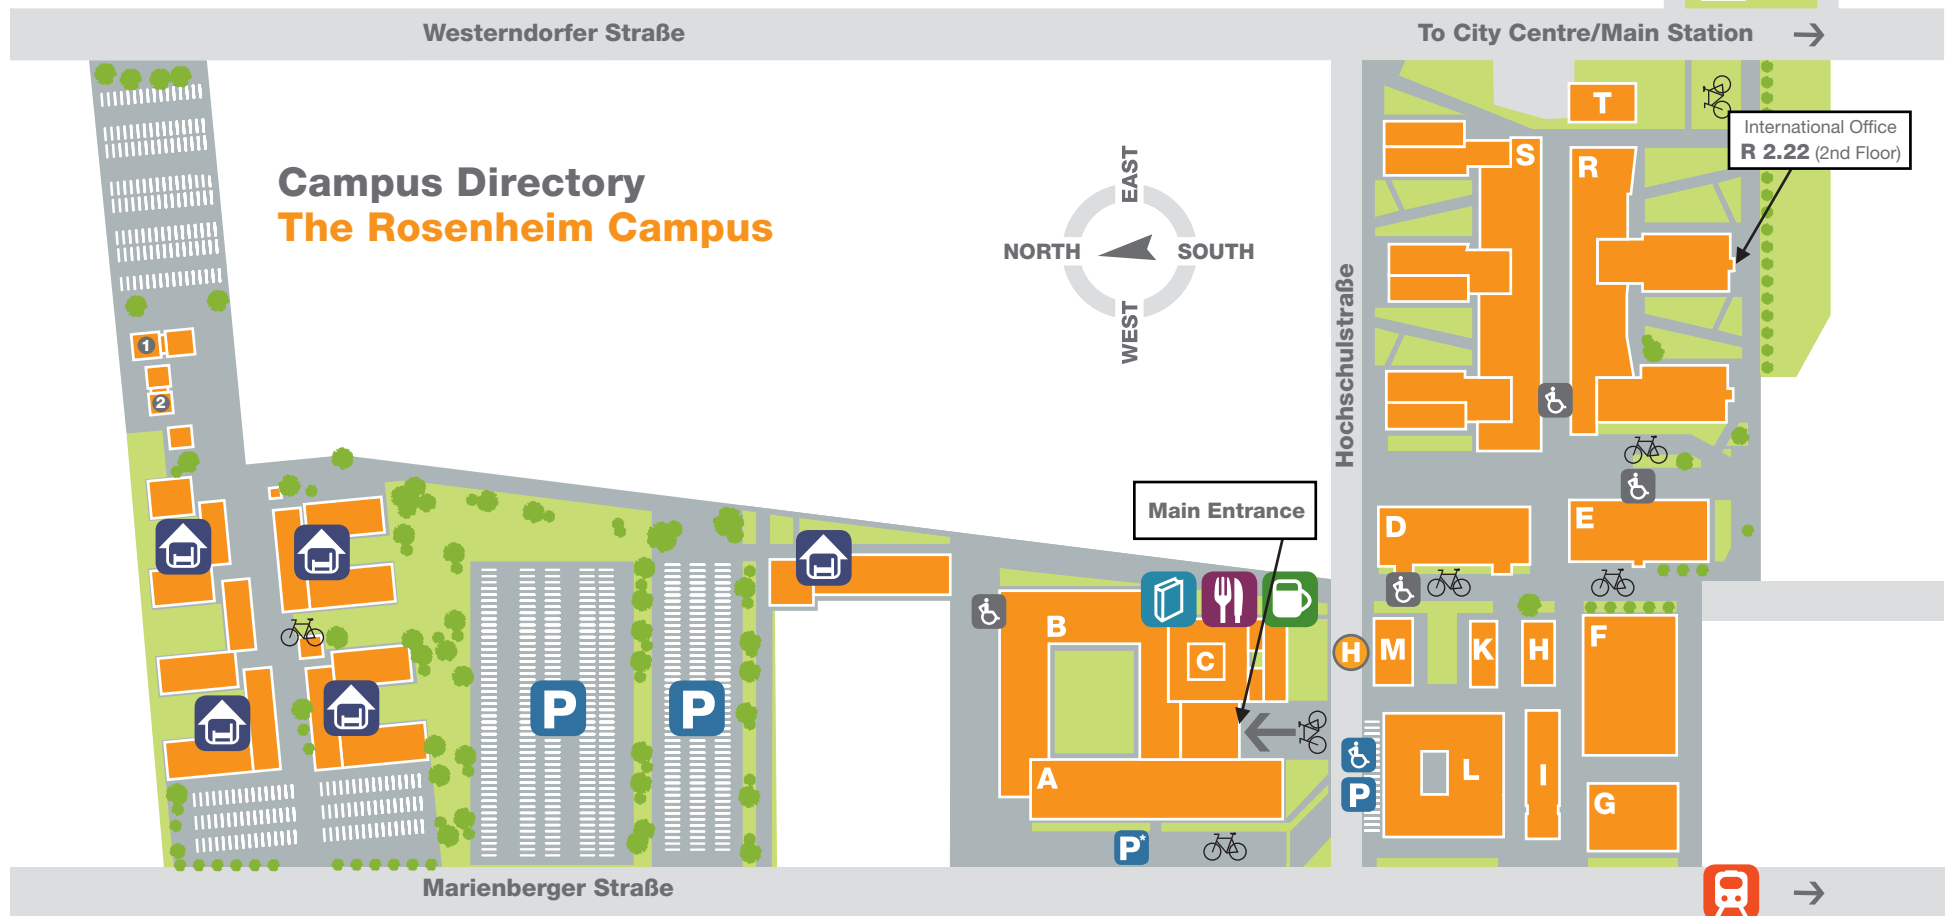 Westerndorfer Straße
To City Centre/Main Station
T
International Office
R 2.22 (2nd Floor)
S
R
Campus Directory
The Rosenheim Campus
EAST
NORTH
SOUTH
WEST
Hochschulstraße
1
2
Main Entrance
D
E
B
C
H
M
K
H
F
P
P
A
L
I
G
P
P*
Marienberger Straße